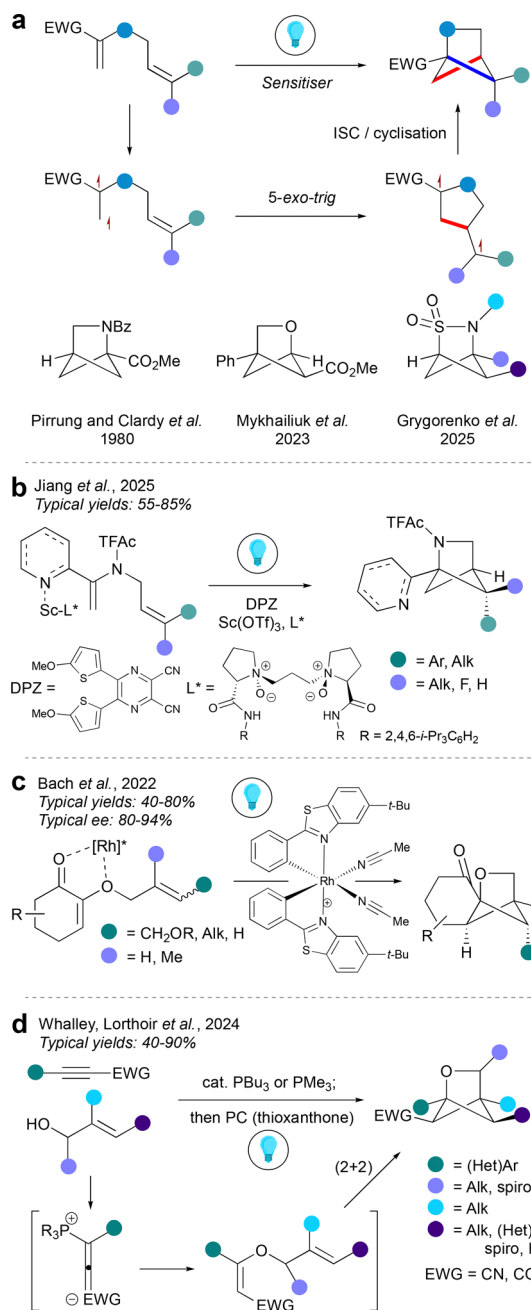 a
EWG
EWG
Sensitiser
ISC / cyclisation
EWG
5-exo-trig
EWG
NBz
H
CO₂Me
Ph
O
H
CO₂Me
O
O
S
N
H
Pirrung and Clardy et al.
1980
Mykhailiuk et al.
2023
Grygorenko et al.
2025
b Jiang et al., 2025
Typical yields: 55-85%
TFAc
N
N
Sc-L*
DPZ
Sc(OTf)₃, L*
TFAc
N
H
N
= Ar, Alk
= Alk, F, H
DPZ =
MeO
S
S
MeO
N
N
CN
CN
L* =
N
⊕
O
⊖
O
NH
R
N
⊕
O
⊖
O
HN
R
R = 2,4,6-i-Pr₃C₆H₂
c Bach et al., 2022
Typical yields: 40-80%
Typical ee: 80-94%
O
[Rh]*
O
R
= CH₂OR, Alk, H
= H, Me
t-Bu
S
N
N
Me
Rh
⊕
N
Me
N
S
t-Bu
O
O
R
H
d Whalley, Lorthoir et al., 2024
Typical yields: 40-90%
EWG
HO
cat. PBu₃ or PMe₃;
then PC (thioxanthone)
O
EWG
(2+2)
= (Het)Ar
= Alk, spiro
= Alk
= Alk, (Het)
spiro,
EWG = CN,
R₃P
⊕
⊖
EWG
O
EWG